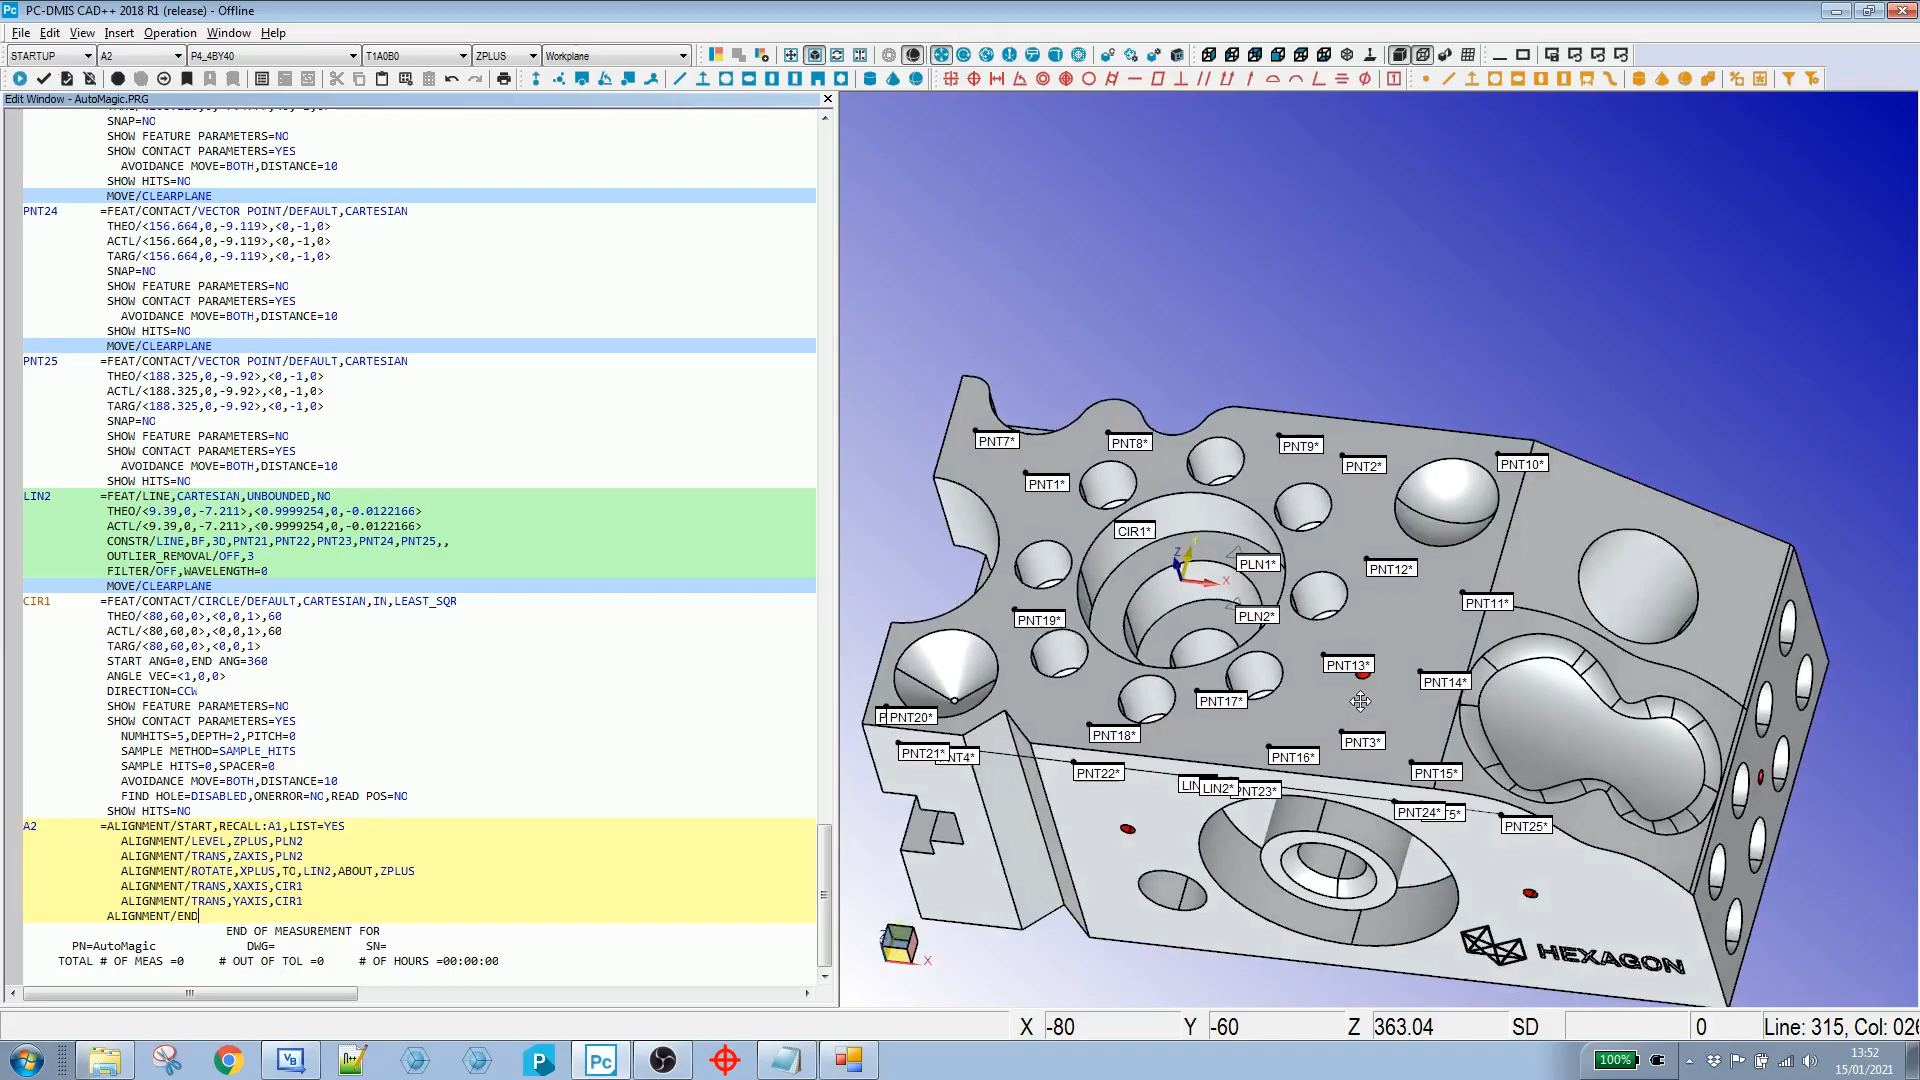 PC-DMIS CAD++ 2018 R1 (release) - Offline
File Edit View Insert Operation Window Help
STARTUP A2 P4_4BY40 T1A0B0 ZPLUS Workplane
Edit Window - AutoMagic.PRG
SNAP=NO
SHOW FEATURE PARAMETERS=NO
SHOW CONTACT PARAMETERS=YES
AVOIDANCE MOVE=BOTH,DISTANCE=10
SHOW HITS=NO
MOVE/CLEARPLANE
PNT24 =FEAT/CONTACT/VECTOR POINT/DEFAULT,CARTESIAN
THEO/<156.664,0,-9.119>,<0,-1,0>
ACTL/<156.664,0,-9.119>,<0,-1,0>
TARG/<156.664,0,-9.119>,<0,-1,0>
SNAP=NO
SHOW FEATURE PARAMETERS=NO
SHOW CONTACT PARAMETERS=YES
AVOIDANCE MOVE=BOTH,DISTANCE=10
SHOW HITS=NO
MOVE/CLEARPLANE
PNT25 =FEAT/CONTACT/VECTOR POINT/DEFAULT,CARTESIAN
THEO/<188.325,0,-9.92>,<0,-1,0>
ACTL/<188.325,0,-9.92>,<0,-1,0>
TARG/<188.325,0,-9.92>,<0,-1,0>
SNAP=NO
SHOW FEATURE PARAMETERS=NO
SHOW CONTACT PARAMETERS=YES
AVOIDANCE MOVE=BOTH,DISTANCE=10
SHOW HITS=NO
LIN2 =FEAT/LINE,CARTESIAN,UNBOUNDED,NO
THEO/<9.39,0,-7.211>,<0.9999254,0,-0.0122166>
ACTL/<9.39,0,-7.211>,<0.9999254,0,-0.0122166>
CONSTR/LINE,BF,3D,PNT21,PNT22,PNT23,PNT24,PNT25,,
OUTLIER_REMOVAL/OFF,3
FILTER/OFF,WAVELENGTH=0
MOVE/CLEARPLANE
CIR1 =FEAT/CONTACT/CIRCLE/DEFAULT,CARTESIAN,IN,LEAST_SQR
THEO/<80,60,0>,<0,0,1>,60
ACTL/<80,60,0>,<0,0,1>,60
TARG/<80,60,0>,<0,0,1>
START ANG=0,END ANG=360
ANGLE VEC=<1,0,0>
DIRECTION=CCW
SHOW FEATURE PARAMETERS=NO
SHOW CONTACT PARAMETERS=YES
NUMHITS=5,DEPTH=2,PITCH=0
SAMPLE METHOD=SAMPLE_HITS
SAMPLE HITS=0,SPACER=0
AVOIDANCE MOVE=BOTH,DISTANCE=10
FIND HOLE=DISABLED,ONERROR=NO,READ POS=NO
SHOW HITS=NO
A2 =ALIGNMENT/START,RECALL:A1,LIST=YES
ALIGNMENT/LEVEL,ZPLUS,PLN2
ALIGNMENT/TRANS,ZAXIS,PLN2
ALIGNMENT/ROTATE,XPLUS,TO,LIN2,ABOUT,ZPLUS
ALIGNMENT/TRANS,XAXIS,CIR1
ALIGNMENT/TRANS,YAXIS,CIR1
ALIGNMENT/END
END OF MEASUREMENT FOR
PN=AutoMagic DWG= SN=
TOTAL # OF MEAS =0 # OUT OF TOL =0 # OF HOURS =00:00:00
PNT7* PNT8* PNT9* PNT2* PNT10*
PNT1*
CIR1*
Z Y X
PLN1* PNT12*
PNT11*
PNT19* PLN2*
PNT13* PNT14*
PNT17*
PNT20*
PNT18* PNT3*
PNT21* PNT16*
PNT22* LIN2* PNT23* PNT15*
PNT24* PNT25*
HEXAGON
X
X -80 Y -60 Z 363.04 SD 0 Line: 315, Col: 026
100% 13:52
15/01/2021